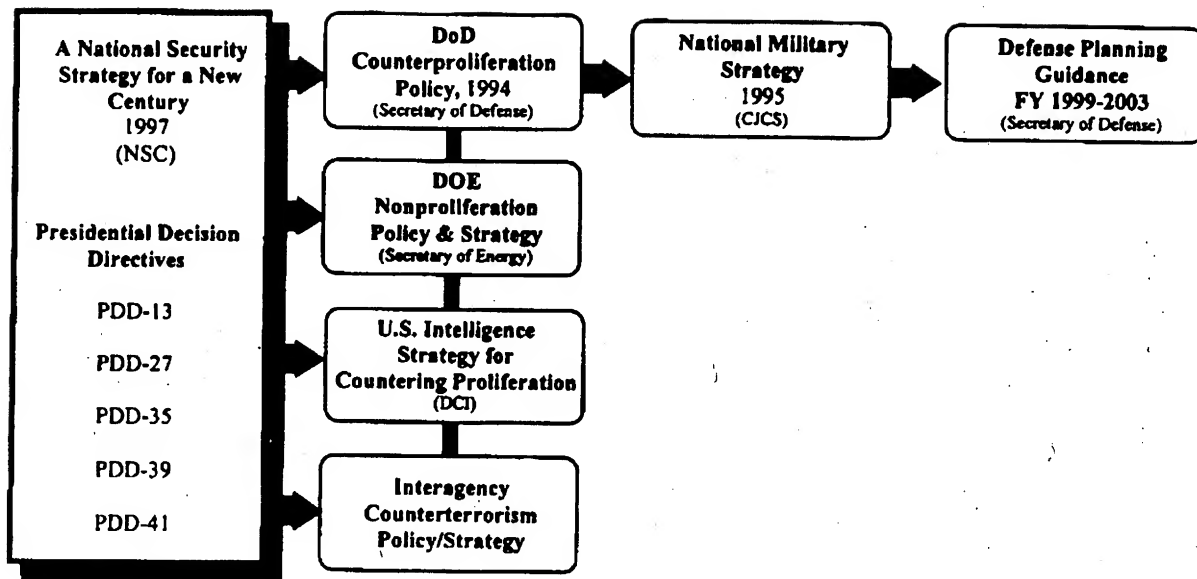 A National Security
Strategy for a New
Century
1997
(NSC)
Presidential Decision
Directives
PDD-13
PDD-27
PDD-35
PDD-39
PDD-41
DoD
Counterproliferation
Policy, 1994
(Secretary of Defense)
National Military
Strategy
1995
(CJCS)
Defense Planning
Guidance
FY 1999-2003
(Secretary of Defense)
DOE
Nonproliferation
Policy & Strategy
(Secretary of Energy)
U.S. Intelligence
Strategy for
Countering Proliferation
(DCI)
Interagency
Counterterrorism
Policy/Strategy